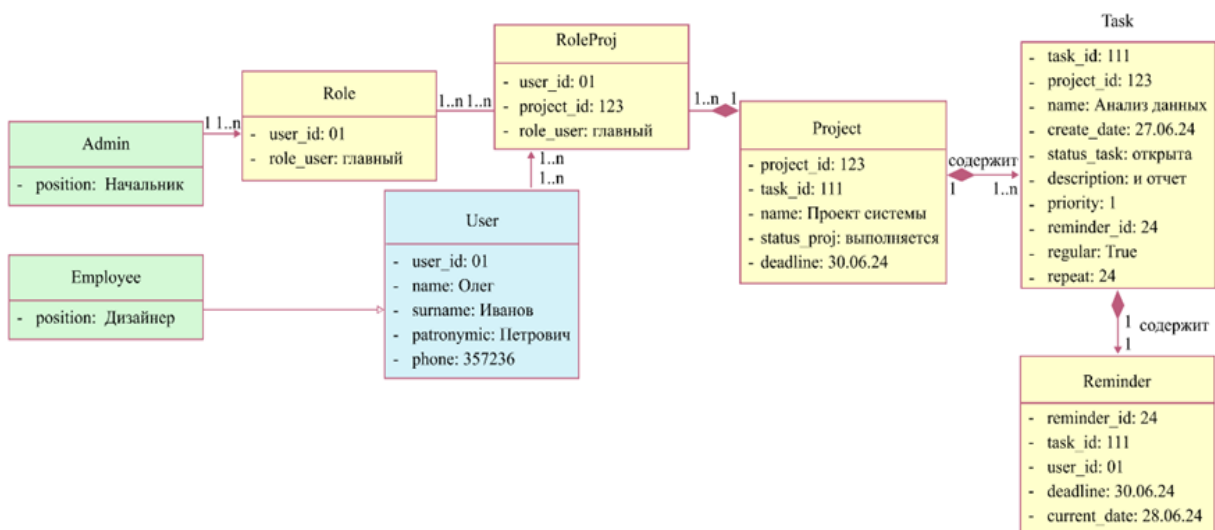 Admin
- position: Начальник
Employee
- position: Дизайнер
1 1..n
Role
- user_id: 01
- role_user: главный
1..n 1..n
RoleProj
- user_id: 01
- project_id: 123
- role_user: главный
1..n
1..n
User
- user_id: 01
- name: Олег
- surname: Иванов
- patronymic: Петрович
- phone: 357236
1..n 1
Project
- project_id: 123
- task_id: 111
- name: Проект системы
- status_proj: выполняется
- deadline: 30.06.24
содержит
1 1..n
Task
- task_id: 111
- project_id: 123
- name: Анализ данных
- create_date: 27.06.24
- status_task: открыта
- description: и отчет
- priority: 1
- reminder_id: 24
- regular: True
- repeat: 24
1 содержит
1
Reminder
- reminder_id: 24
- task_id: 111
- user_id: 01
- deadline: 30.06.24
- current_date: 28.06.24